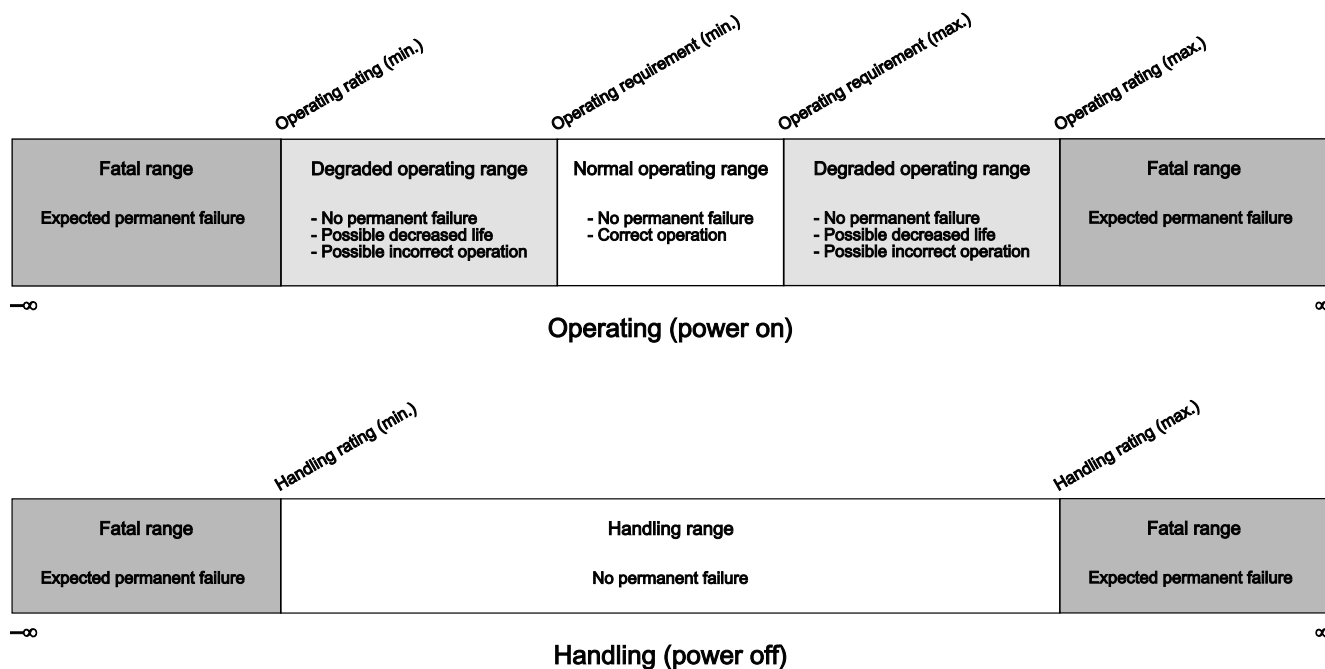 Operating rating (min.)
Operating requirement (min.)
Operating requirement (max.)
Operating rating (max.)
Fatal range
Expected permanent failure
Degraded operating range
- No permanent failure
- Possible decreased life
- Possible incorrect operation
Normal operating range
- No permanent failure
- Correct operation
Degraded operating range
- No permanent failure
- Possible decreased life
- Possible incorrect operation
Fatal range
Expected permanent failure
–∞
∞
Operating (power on)
Handling rating (min.)
Handling rating (max.)
Fatal range
Expected permanent failure
Handling range
No permanent failure
Fatal range
Expected permanent failure
–∞
∞
Handling (power off)